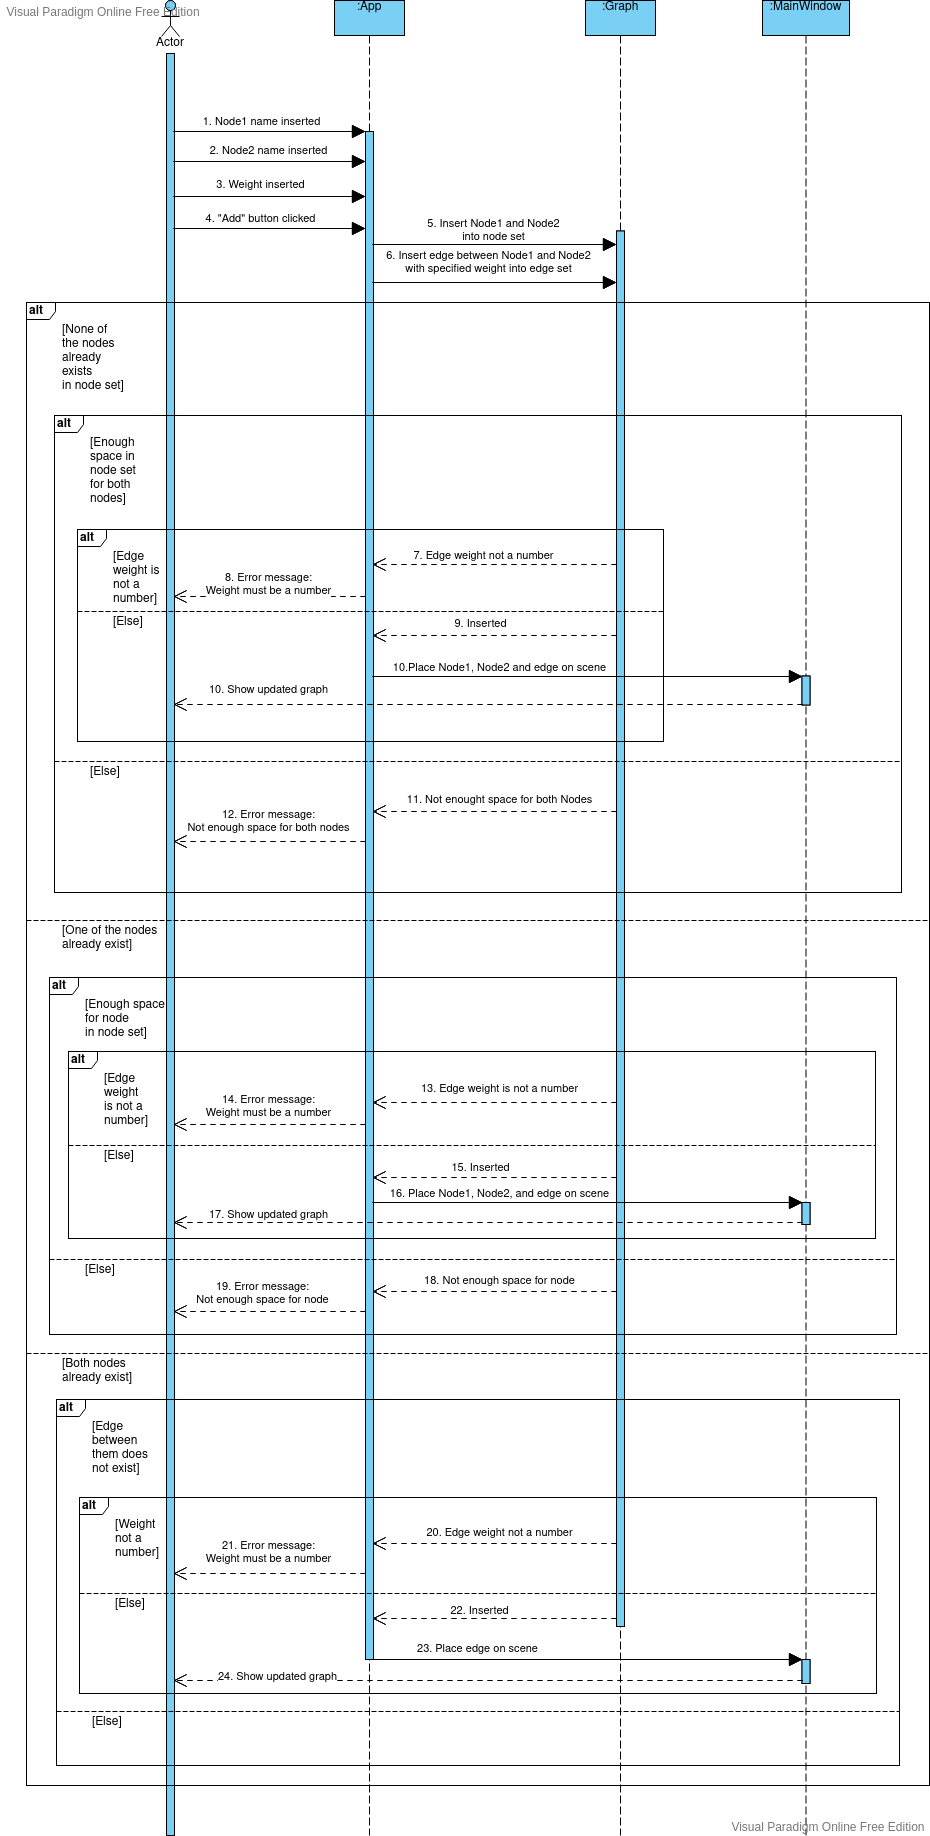 Visual Paradigm Online Free Edition
:App
:Graph
:MainWindow
Actor
1. Node1 name inserted
2. Node2 name inserted
3. Weight inserted
4. "Add" button clicked
5. Insert Node1 and Node2
into node set
6. Insert edge between Node1 and Node2
with specified weight into edge set
alt
[None of
the nodes
already
exists
in node set]
alt
[Enough
space in
node set
for both
nodes]
alt
[Edge
weight is
not a
number]
7. Edge weight not a number
8. Error message:
Weight must be a number
[Else]
9. Inserted
10.Place Node1, Node2 and edge on scene
10. Show updated graph
[Else]
11. Not enought space for both Nodes
12. Error message:
Not enough space for both nodes
[One of the nodes
already exist]
alt
[Enough space
for node
in node set]
alt
[Edge
weight
is not a
number]
13. Edge weight is not a number
14. Error message:
Weight must be a number
[Else]
15. Inserted
16. Place Node1, Node2, and edge on scene
17. Show updated graph
[Else]
18. Not enough space for node
19. Error message:
Not enough space for node
[Both nodes
already exist]
alt
[Edge
between
them does
not exist]
alt
[Weight
not a
number]
20. Edge weight not a number
21. Error message:
Weight must be a number
[Else]
22. Inserted
23. Place edge on scene
24. Show updated graph
[Else]
Visual Paradigm Online Free Edition